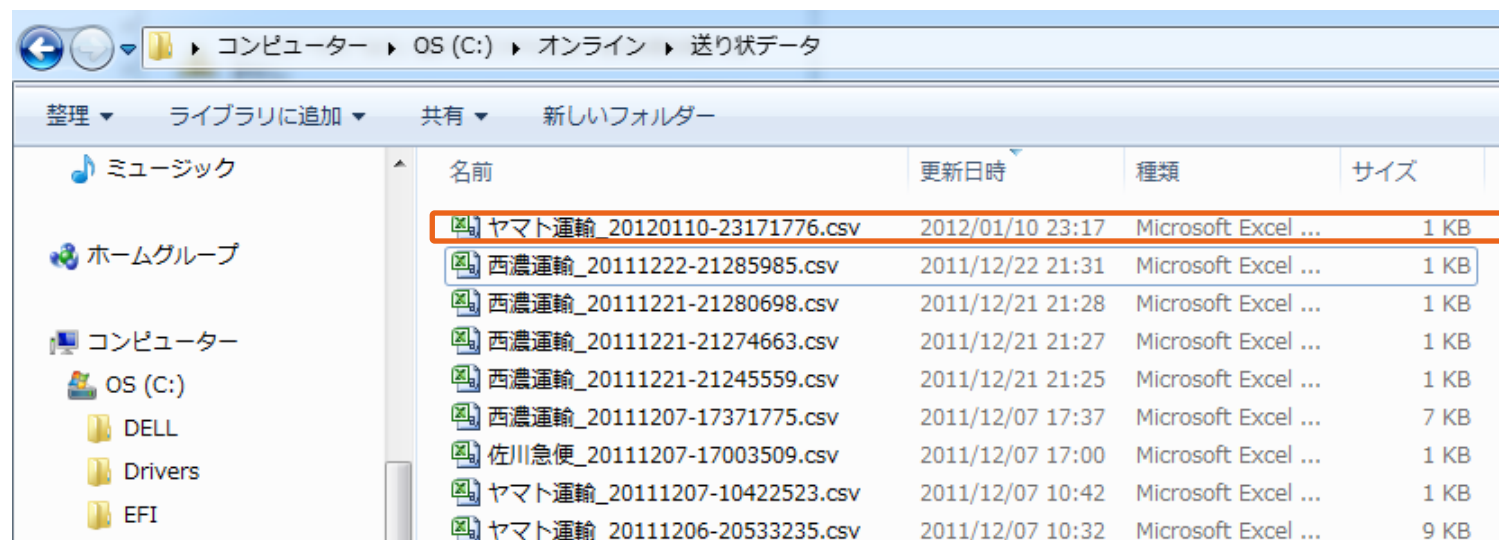 コンピューター OS (C:) オンライン 送り状データ
整理 ライブラリに追加 共有 新しいフォルダー
ミュージック
ホームグループ
コンピューター
OS (C:)
DELL
Drivers
EFI
名前 更新日時 種類 サイズ
ヤマト運輸_20120110-23171776.csv 2012/01/10 23:17 Microsoft Excel ... 1 KB
西濃運輸_20111222-21285985.csv 2011/12/22 21:31 Microsoft Excel ... 1 KB
西濃運輸_20111221-21280698.csv 2011/12/21 21:28 Microsoft Excel ... 1 KB
西濃運輸_20111221-21274663.csv 2011/12/21 21:27 Microsoft Excel ... 1 KB
西濃運輸_20111221-21245559.csv 2011/12/21 21:25 Microsoft Excel ... 1 KB
西濃運輸_20111207-17371775.csv 2011/12/07 17:37 Microsoft Excel ... 7 KB
佐川急便_20111207-17003509.csv 2011/12/07 17:00 Microsoft Excel ... 1 KB
ヤマト運輸_20111207-10422523.csv 2011/12/07 10:42 Microsoft Excel ... 1 KB
ヤマト運輸_20111206-20533235.csv 2011/12/07 10:32 Microsoft Excel ... 9 KB